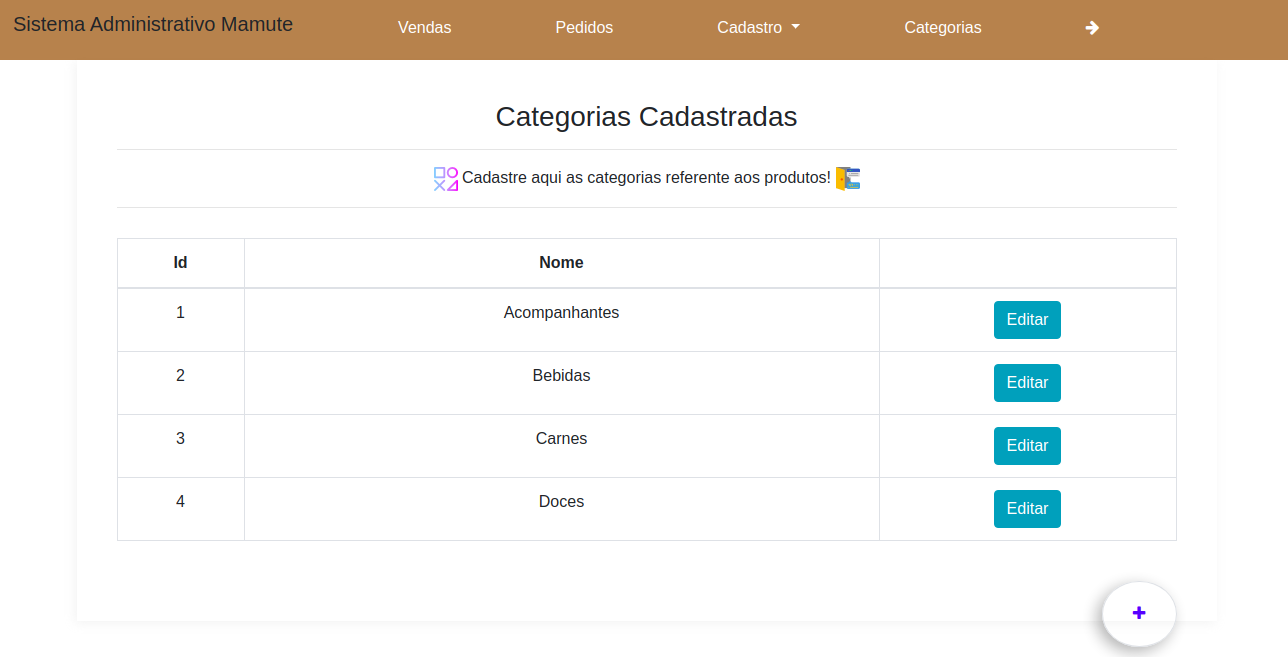 Sistema Administrativo Mamute Vendas Pedidos Cadastro Categorias
Categorias Cadastradas
Cadastre aqui as categorias referente aos produtos!
Id Nome
1 Acompanhantes Editar
2 Bebidas Editar
3 Carnes Editar
4 Doces Editar
+